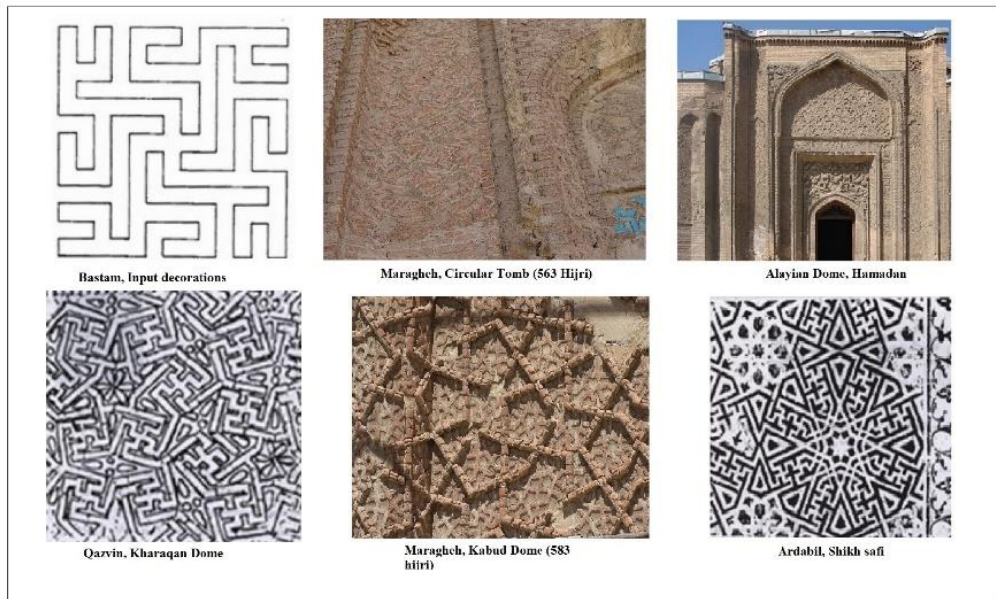 Bastam, Input decorations
Maragheh, Circular Tomb (563 Hijri)
Alayian Dome, Hamadan
Qazvin, Kharaqan Dome
Maragheh, Kabud Dome (583
hijri)
Ardabil, Shikh safi